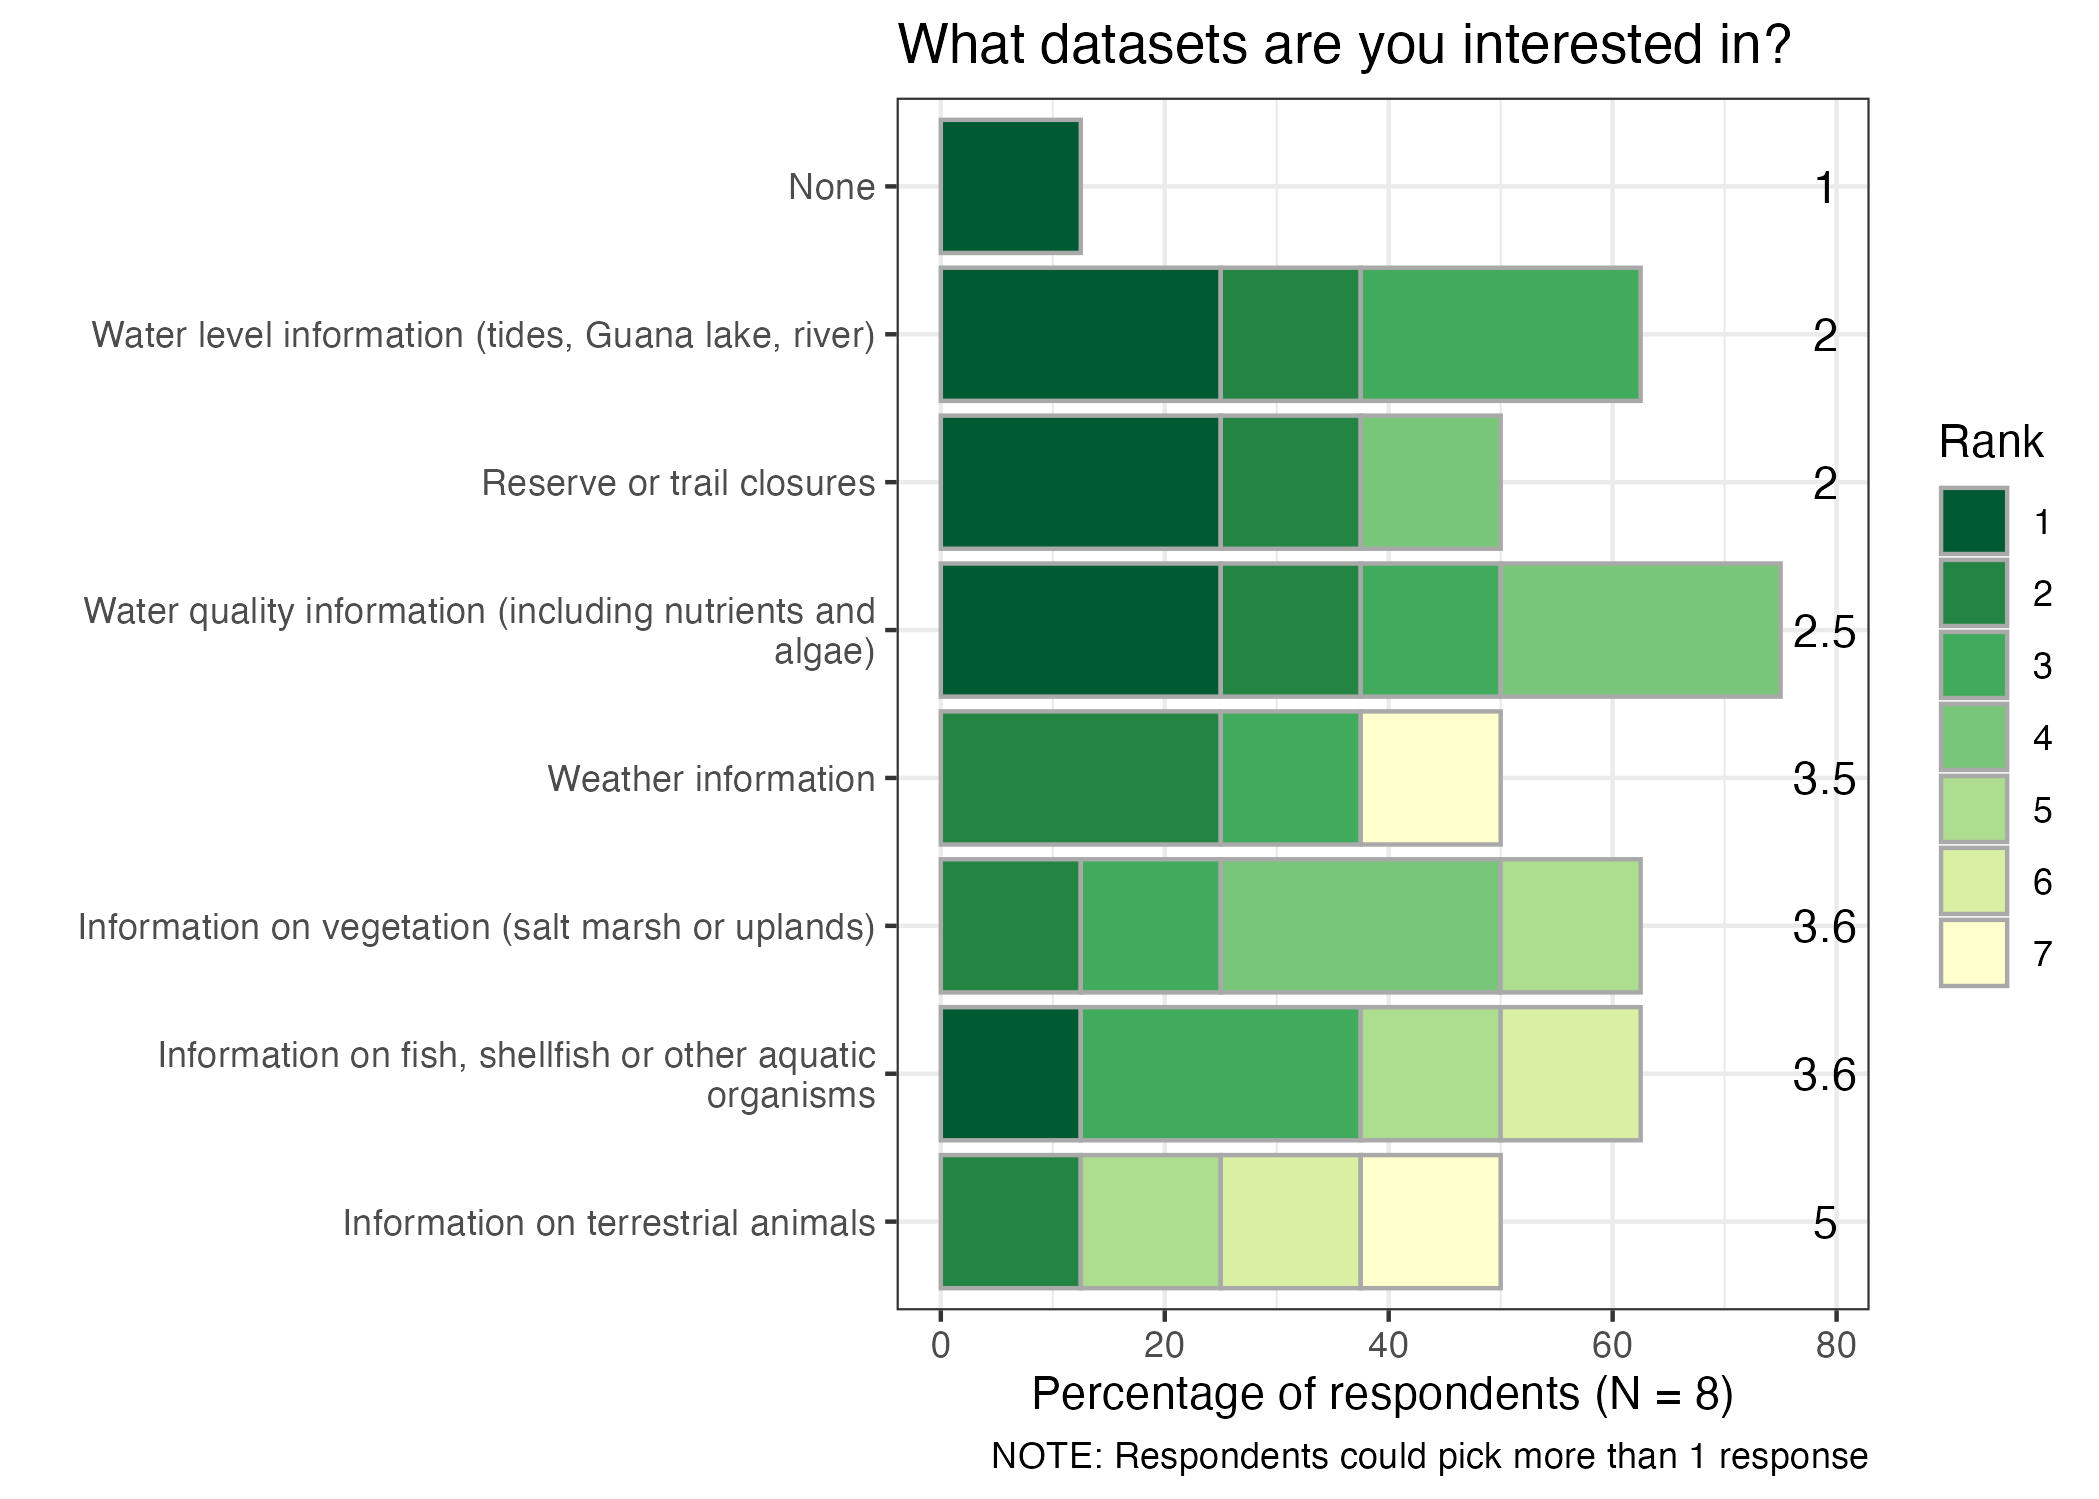 What datasets are you interested in?
None
1
Water level information (tides, Guana lake, river)
2
Reserve or trail closures
2
Water quality information (including nutrients and
algae)
2.5
Weather information
3.5
Information on vegetation (salt marsh or uplands)
3.6
Information on fish, shellfish or other aquatic
organisms
3.6
Information on terrestrial animals
5
0 20 40 60 80
Percentage of respondents (N = 8)
NOTE: Respondents could pick more than 1 response
Rank
1
2
3
4
5
6
7